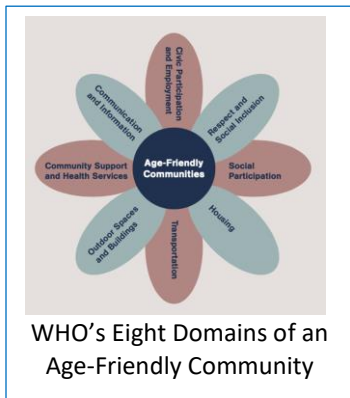 Civic Participation
and Employment
Respect and
Social Inclusion
Social
Participation
Housing
Transportation
Outdoor Spaces
and Buildings
Community Support
and Health Services
Communication
and Information
Age-Friendly
Communities
WHO's Eight Domains of an
Age-Friendly Community